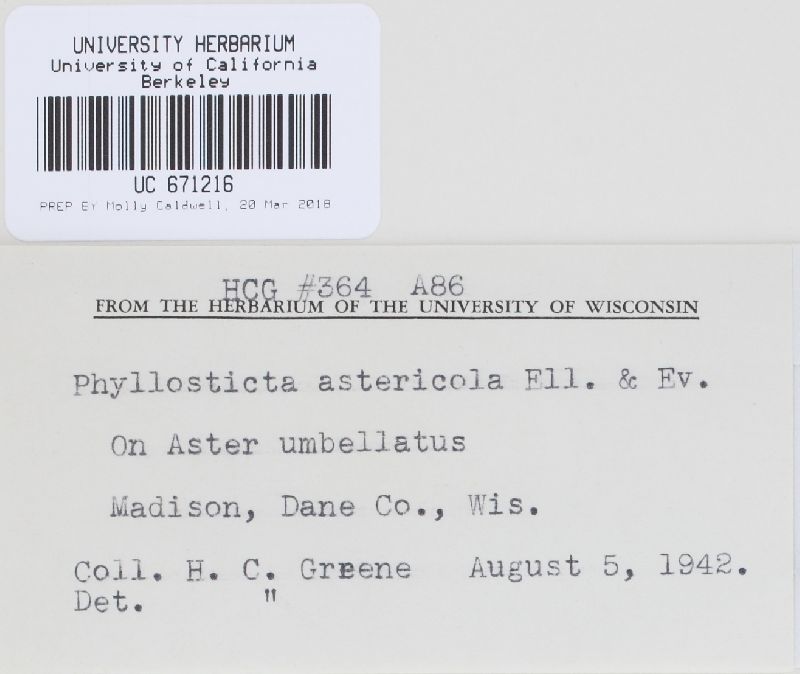 UNIVERSITY HERBARIUM
University of California
Berkeley
UC 671216
PREP BY Molly Caldwell, 20 Mar 2018
HCG #364 A86
FROM THE HERBARIUM OF THE UNIVERSITY OF WISCONSIN
Phyllosticta astericola Ell. & Ev.
On Aster umbellatus
Madison, Dane Co., Wis.
Coll. H. C. Greene August 5, 1942.
Det. "